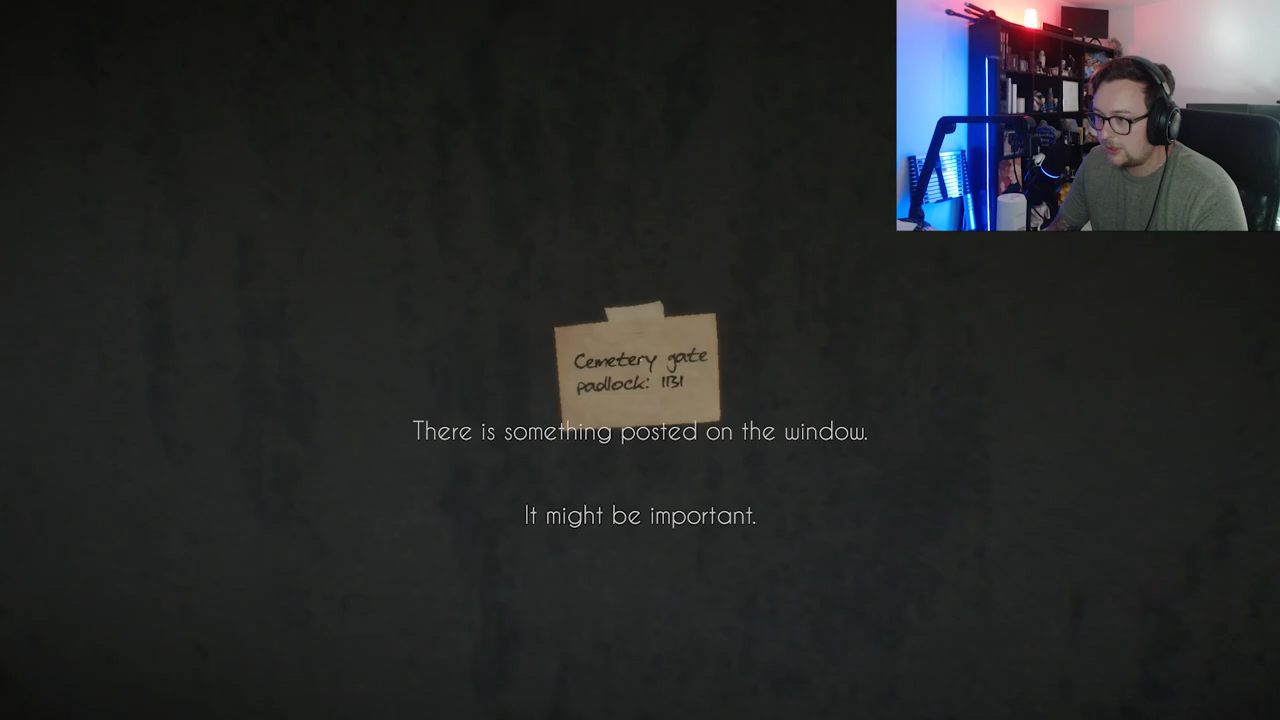 Cemetery gate
padlock: 1131
There is something posted on the window.
It might be important.